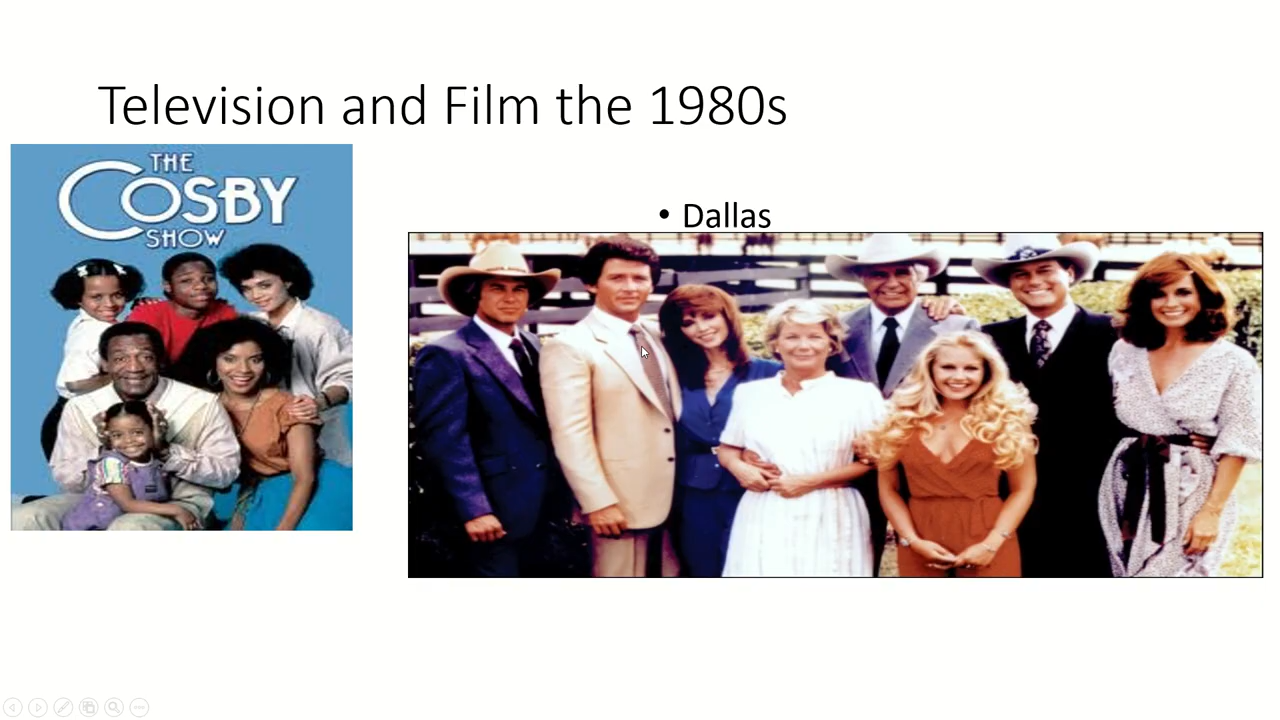 Television and Film the 1980s
THE
COSBY
SHOW
• Dallas